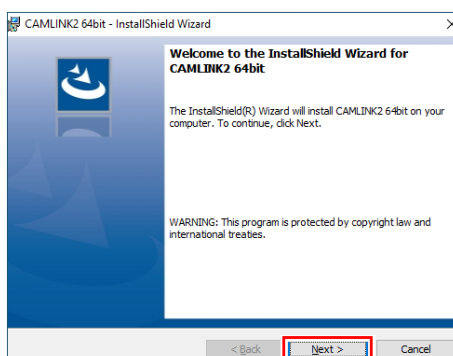 CAMLINK2 64bit - InstallShield Wizard
Welcome to the InstallShield Wizard for
CAMLINK2 64bit
The InstallShield(R) Wizard will install CAMLINK2 64bit on your
computer. To continue, click Next.
WARNING: This program is protected by copyright law and
international treaties.
< Back Next > Cancel